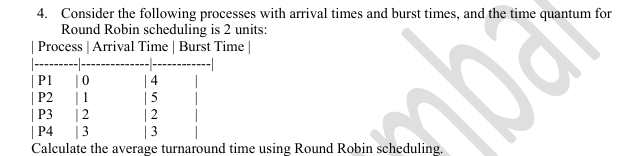 4. Consider the following processes with arrival times and burst times, and the time quantum for
Round Robin scheduling is 2 units:
| Process | Arrival Time | Burst Time |
|---------|--------------|------------|
| P1 | 0 | 4 |
| P2 | 1 | 5 |
| P3 | 2 | 2 |
| P4 | 3 | 3 |
Calculate the average turnaround time using Round Robin scheduling.